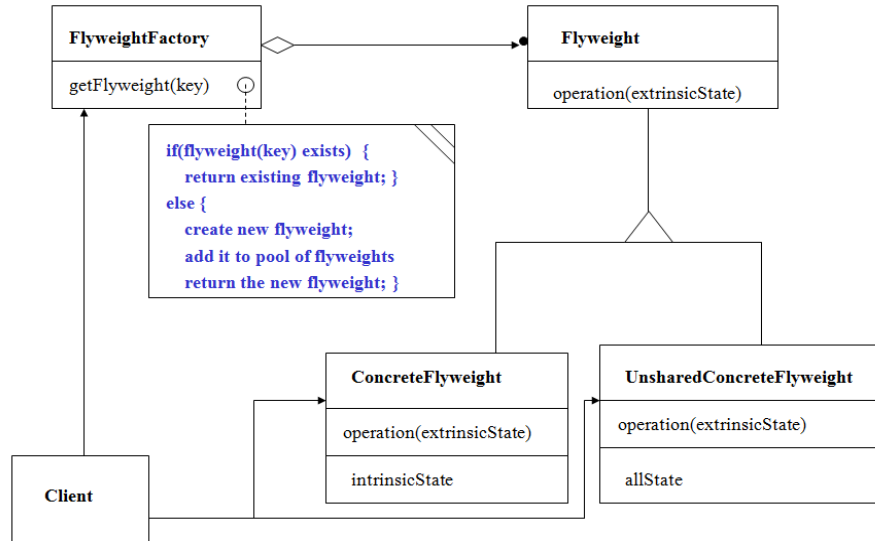 FlyweightFactory
getFlyweight(key)
Flyweight
operation(extrinsicState)
if(flyweight(key) exists) {
return existing flyweight; }
else {
create new flyweight;
add it to pool of flyweights
return the new flyweight; }
ConcreteFlyweight
operation(extrinsicState)
intrinsicState
UnsharedConcreteFlyweight
operation(extrinsicState)
allState
Client